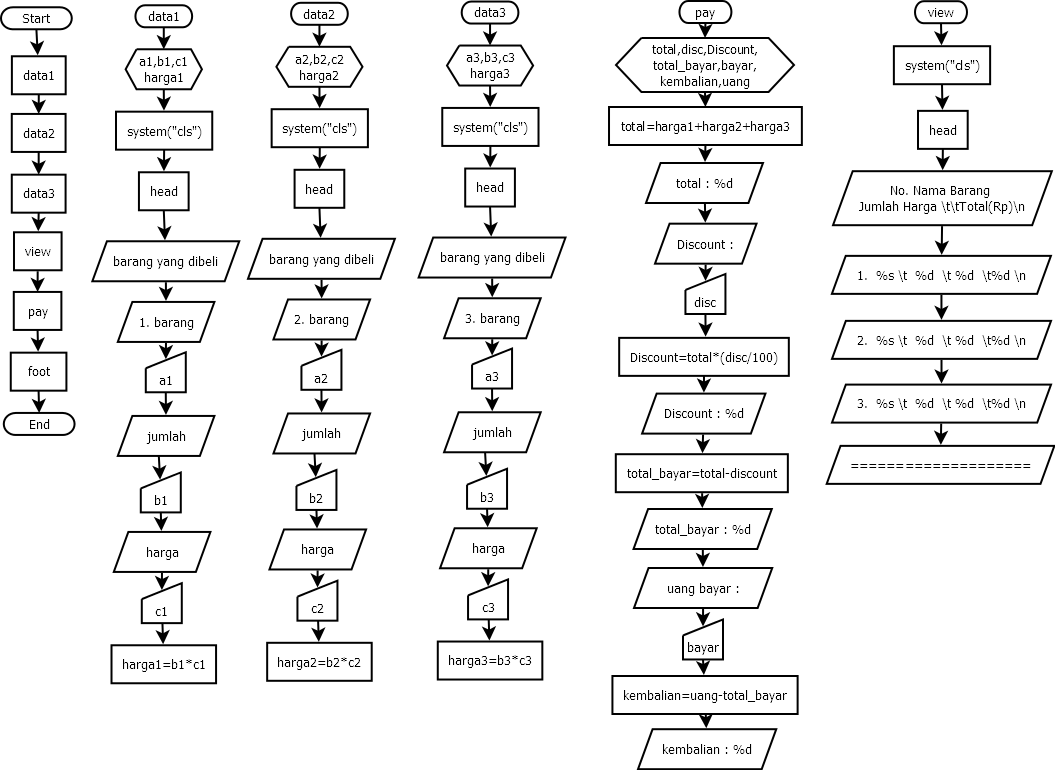 Start
data1
data2
data3
view
pay
foot
End
data1
a1,b1,c1
harga1
system("cls")
head
barang yang dibeli
1. barang
a1
jumlah
b1
harga
c1
harga1=b1*c1
data2
a2,b2,c2
harga2
system("cls")
head
barang yang dibeli
2. barang
a2
jumlah
b2
harga
c2
harga2=b2*c2
data3
a3,b3,c3
harga3
system("cls")
head
barang yang dibeli
3. barang
a3
jumlah
b3
harga
c3
harga3=b3*c3
pay
total,disc,Discount,
total_bayar,bayar,
kembalian,uang
total=harga1+harga2+harga3
total : %d
Discount :
disc
Discount=total*(disc/100)
Discount : %d
total_bayar=total-discount
total_bayar : %d
uang bayar :
bayar
kembalian=uang-total_bayar
kembalian : %d
view
system("cls")
head
No. Nama Barang
Jumlah Harga \t\tTotal(Rp)\n
1. %s \t %d \t %d \t%d \n
2. %s \t %d \t %d \t%d \n
3. %s \t %d \t %d \t%d \n
====================